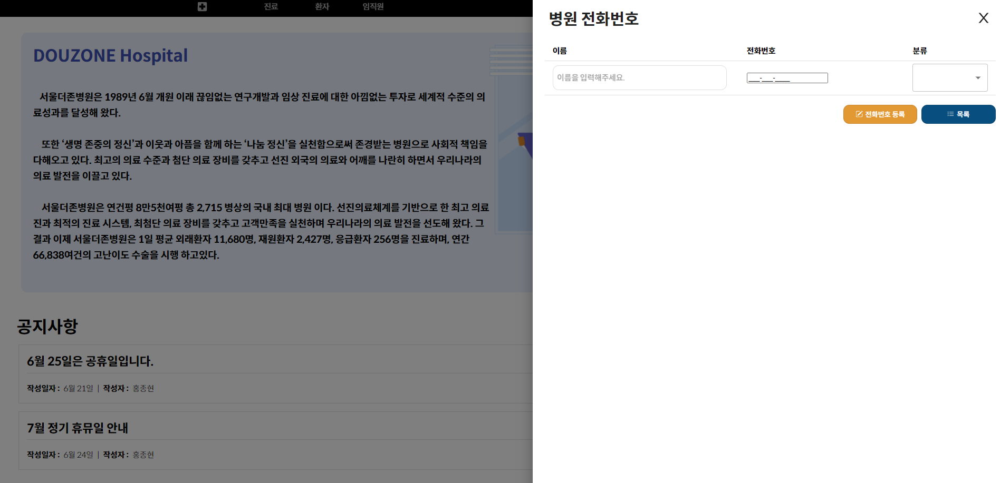 진료 환자 임직원
DOUZONE Hospital
서울더존병원은 1989년 6월 개원 이래 끊임없는 연구개발과 임상 진료에 대한 아낌없는 투자로 세계적 수준의 의
료성과를 달성해 왔다.
또한 ‘생명 존중의 정신’과 이웃과 아픔을 함께 하는 ‘나눔 정신’을 실천함으로써 존경받는 병원으로 사회적 책임을
다해오고 있다. 최고의 의료 수준과 첨단 의료 장비를 갖추고 선진 외국의 의료와 어깨를 나란히 하면서 우리나라의
의료 발전을 이끌고 있다.
서울더존병원은 연건평 8만5천여평 총 2,715 병상의 국내 최대 병원 이다. 선진의료체계를 기반으로 한 최고 의료
진과 최적의 진료 시스템, 최첨단 의료 장비를 갖추고 고객만족을 실천하며 우리나라의 의료 발전을 선도해 왔다. 그
결과 이제 서울더존병원은 1일 평균 외래환자 11,680명, 재원환자 2,427명, 응급환자 256명을 진료하며, 연간
66,838여건의 고난이도 수술을 시행 하고있다.
공지사항
6월 25일은 공휴일입니다.
작성일자 : 6월 21일 | 작성자 : 홍종현
7월 정기 휴뮤일 안내
작성일자 : 6월 24일 | 작성자 : 홍종현
병원 전화번호 X
이름 전화번호 분류
이름을 입력해주세요. ___-___-____
전화번호 등록 목록